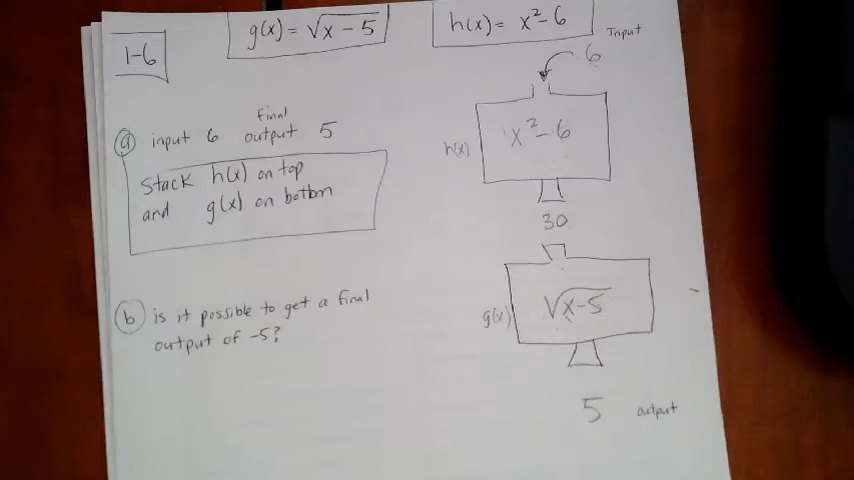 1-6
g(x) = √x - 5
h(x) = x² - 6
Input
6
ⓐ input 6 final output 5
Stack h(x) on top
and g(x) on bottom
h(x)
x² - 6
30
g(x)
√x-5
5 output
ⓑ is it possible to get a final
output of -5?